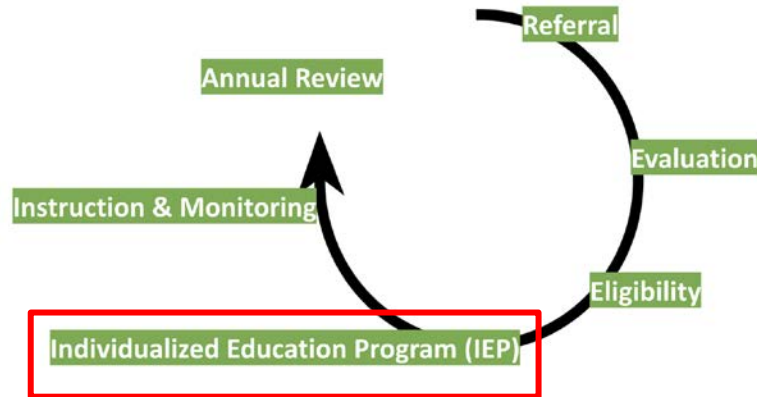 Referral
Evaluation
Eligibility
Individualized Education Program (IEP)
Instruction & Monitoring
Annual Review